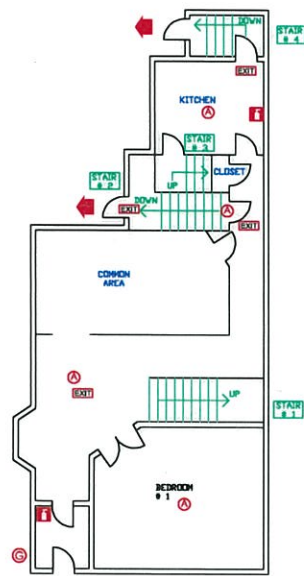 DOWN
STAIR
# 4
EXIT
KITCHEN
A
STAIR
# 3
CLOSET
UP
STAIR
# 2
DOWN
EXIT
A
EXIT
COMMON
AREA
A
EXIT
UP
STAIR
# 1
BEDROOM
# 1
A
G